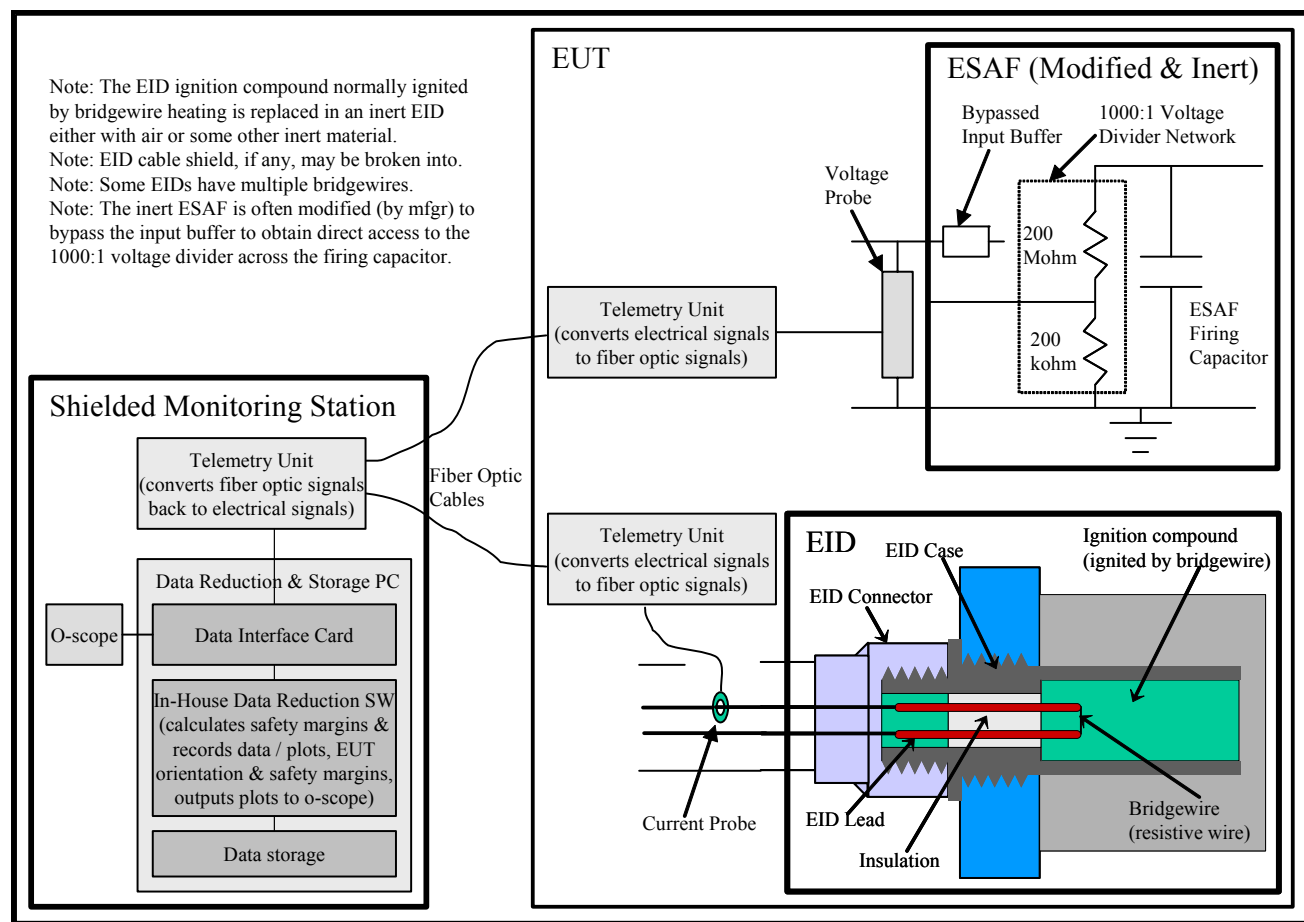 Note: The EID ignition compound normally ignited
by bridgewire heating is replaced in an inert EID
either with air or some other inert material.
Note: EID cable shield, if any, may be broken into.
Note: Some EIDs have multiple bridgewires.
Note: The inert ESAF is often modified (by mfgr) to
bypass the input buffer to obtain direct access to the
1000:1 voltage divider across the firing capacitor.
EUT
ESAF (Modified & Inert)
Bypassed
Input Buffer
1000:1 Voltage
Divider Network
Voltage
Probe
200
Mohm
200
kohm
ESAF
Firing
Capacitor
Telemetry Unit
(converts electrical signals
to fiber optic signals)
Shielded Monitoring Station
Telemetry Unit
(converts fiber optic signals
back to electrical signals)
Fiber Optic
Cables
Data Reduction & Storage PC
O-scope
Data Interface Card
In-House Data Reduction SW
(calculates safety margins &
records data / plots, EUT
orientation & safety margins,
outputs plots to o-scope)
Data storage
Telemetry Unit
(converts electrical signals
to fiber optic signals)
Current Probe
EID
EID Case
Ignition compound
(ignited by bridgewire)
EID Connector
EID Lead
Insulation
Bridgewire
(resistive wire)